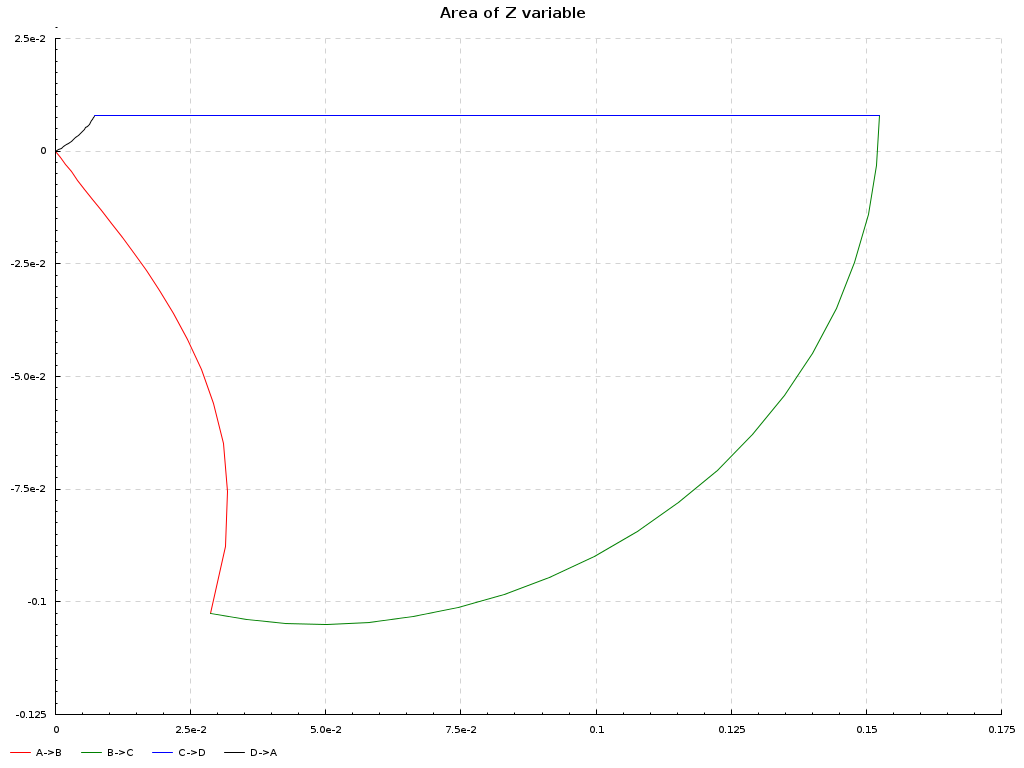 Area of Z variable
2.5e-2
0
-2.5e-2
-5.0e-2
-7.5e-2
-0.1
-0.125
0 2.5e-2 5.0e-2 7.5e-2 0.1 0.125 0.15 0.175
A->B B->C C->D D->A